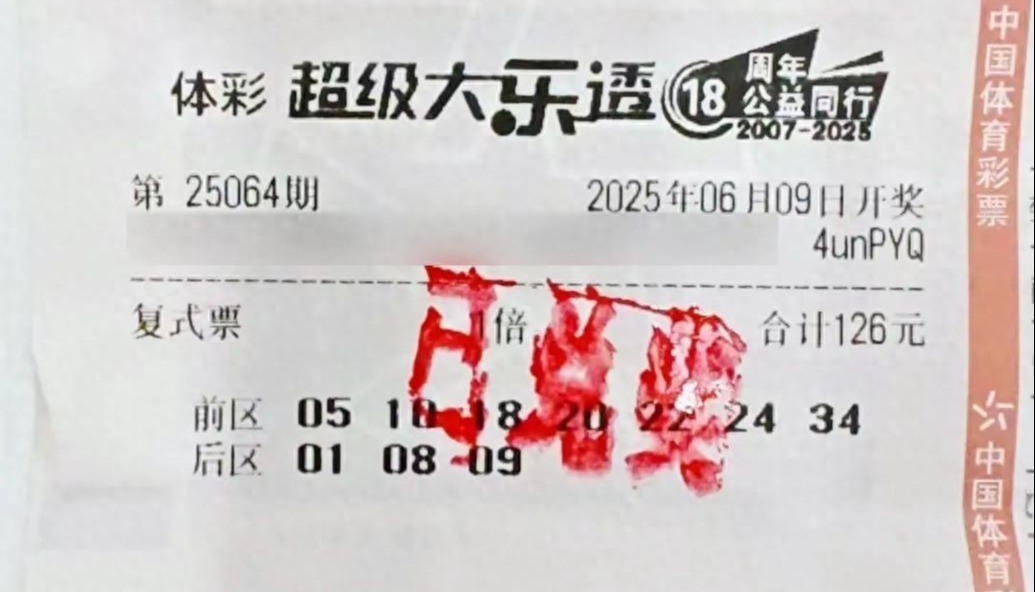 体彩 超级大乐透 18 周年 公益同行 2007-2025
第 25064期 2025年06月09日开奖
4unPYQ
复式票 1倍 合计126元
前区 05 10 18 20 22 24 34
后区 01 08 09
已兑奖
中国体育彩票
中国体育